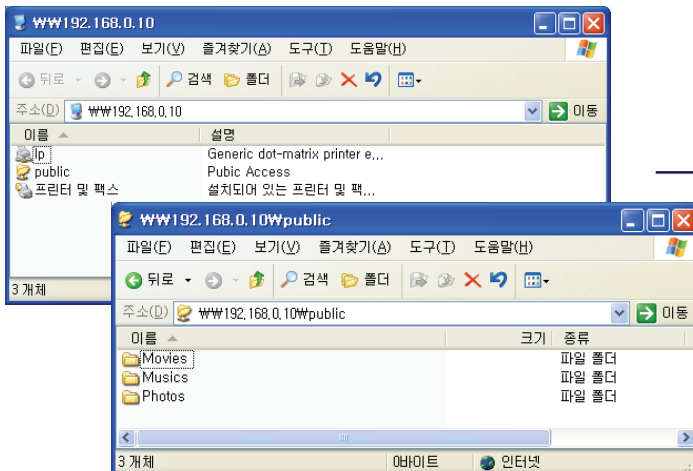 ₩₩192.168.0.10
파일(F) 편집(E) 보기(V) 즐겨찾기(A) 도구(T) 도움말(H)
뒤로 검색 폴더
주소(D) ₩₩192.168.0.10 이동
이름 설명
lp Generic dot-matrix printer e...
public Pubic Access
프린터 및 팩스 설치되어 있는 프린터 및 팩...
3 개체
₩₩192.168.0.10₩public
파일(F) 편집(E) 보기(V) 즐겨찾기(A) 도구(T) 도움말(H)
뒤로 검색 폴더
주소(D) ₩₩192.168.0.10₩public 이동
이름 크기 종류
Movies 파일 폴더
Musics 파일 폴더
Photos 파일 폴더
3 개체 0바이트 인터넷